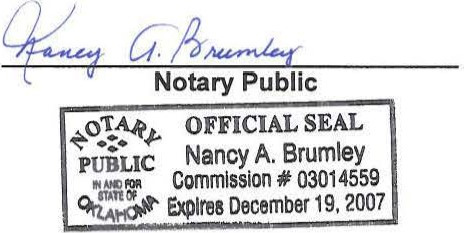 Nancy A. Brumley
Notary Public
NOTARY
PUBLIC
IN AND FOR
STATE OF
OKLAHOMA
OFFICIAL SEAL
Nancy A. Brumley
Commission # 03014559
Expires December 19, 2007